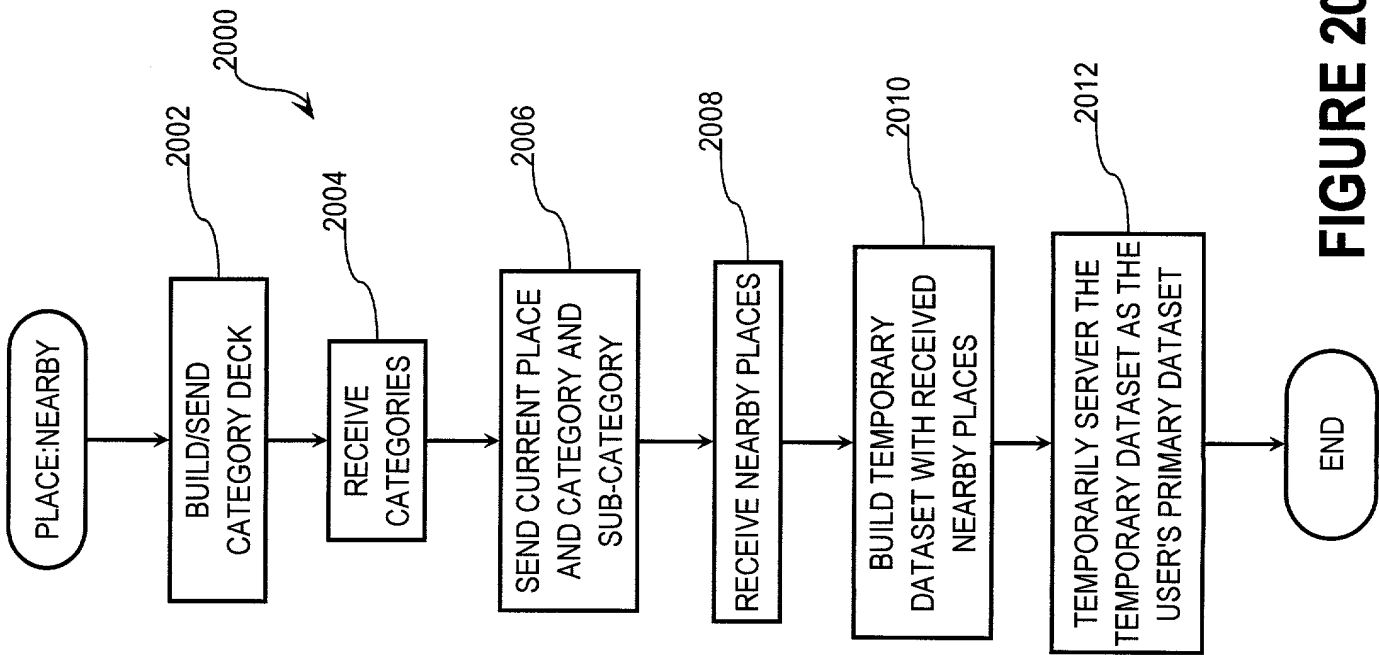 PLACE:NEARBY
2000
2002
BUILD/SEND
CATEGORY DECK
2004
RECEIVE
CATEGORIES
2006
SEND CURRENT PLACE
AND CATEGORY AND
SUB-CATEGORY
2008
RECEIVE NEARBY PLACES
2010
BUILD TEMPORARY
DATASET WITH RECEIVED
NEARBY PLACES
2012
TEMPORARILY SERVER THE
TEMPORARY DATASET AS THE
USER'S PRIMARY DATASET
END
FIGURE 20